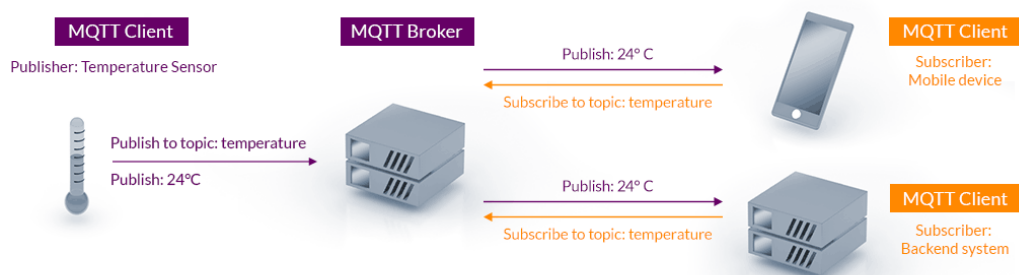 MQTT Client
Publisher: Temperature Sensor
Publish to topic: temperature
Publish: 24°C
MQTT Broker
Publish: 24° C
Subscribe to topic: temperature
MQTT Client
Subscriber:
Mobile device
Publish: 24° C
Subscribe to topic: temperature
MQTT Client
Subscriber:
Backend system